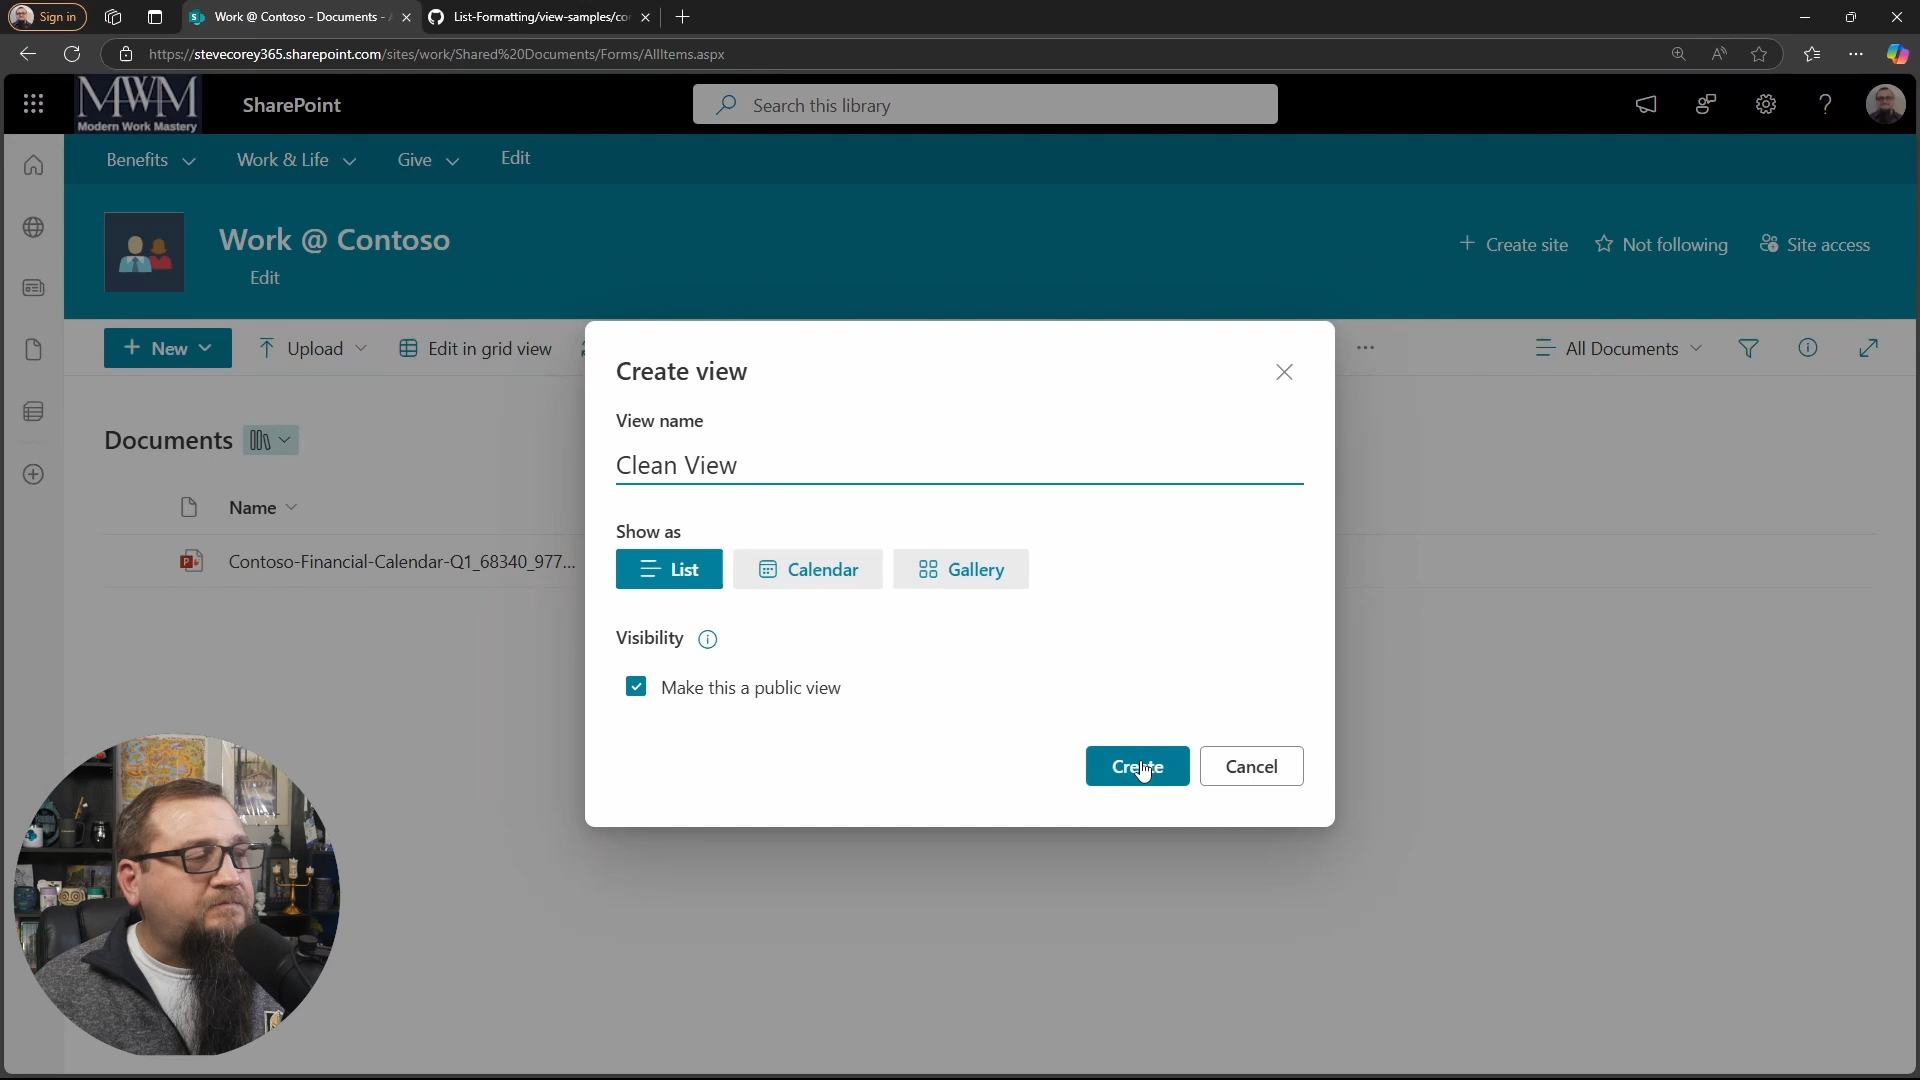 Sign in
Work @ Contoso - Documents -
List-Formatting/view-samples/co
https://stevecorey365.sharepoint.com/sites/work/Shared%20Documents/Forms/AllItems.aspx
MWM
Modern Work Mastery
SharePoint
Search this library
Benefits
Work & Life
Give
Edit
Work @ Contoso
Edit
Create site
Not following
Site access
New
Upload
Edit in grid view
All Documents
Create view
View name
Clean View
Show as
List
Calendar
Gallery
Visibility
Make this a public view
Create
Cancel
Documents
Name
Contoso-Financial-Calendar-Q1_68340_977...